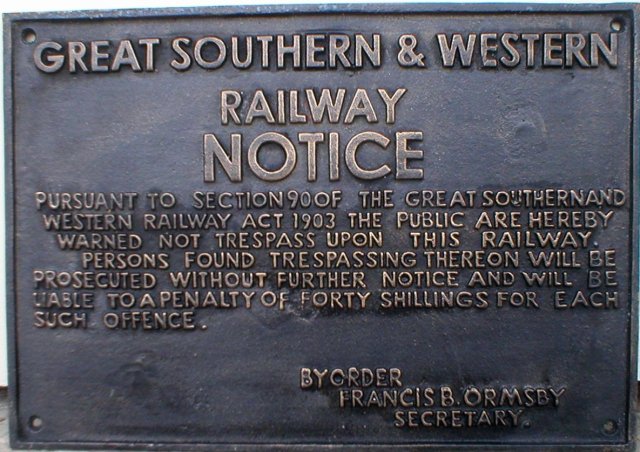 GREAT SOUTHERN & WESTERN
RAILWAY
NOTICE
PURSUANT TO SECTION 90 OF THE GREAT SOUTHERN AND
WESTERN RAILWAY ACT 1903 THE PUBLIC ARE HEREBY
WARNED NOT TRESPASS UPON THIS RAILWAY.
PERSONS FOUND TRESPASSING THEREON WILL BE
PROSECUTED WITHOUT FURTHER NOTICE AND WILL BE
LIABLE TO A PENALTY OF FORTY SHILLINGS FOR EACH
SUCH OFFENCE.
BY ORDER
FRANCIS B. ORMSBY
SECRETARY.